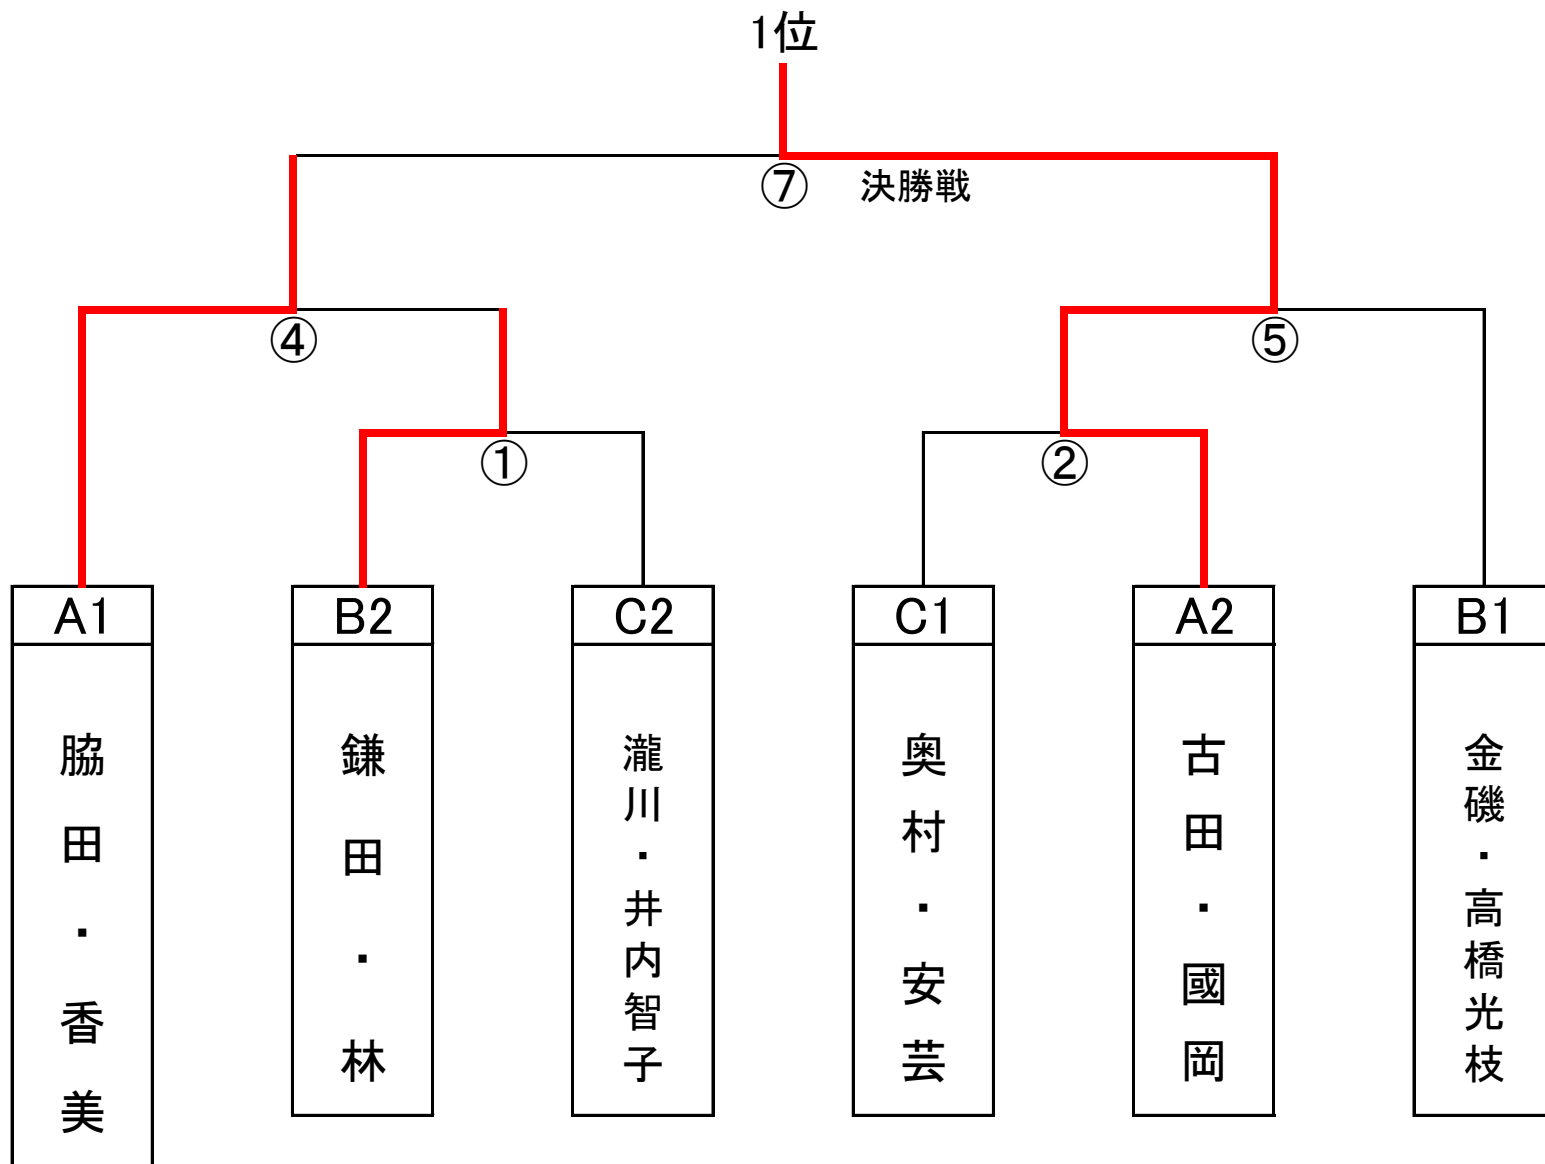 1位
⑦ 決勝戦
④ ⑤
① ②
A1 B2 C2 C1 A2 B1
脇田・香美
鎌田・林
瀧川・井内智子
奥村・安芸
古田・國岡
金磯・高橋光枝